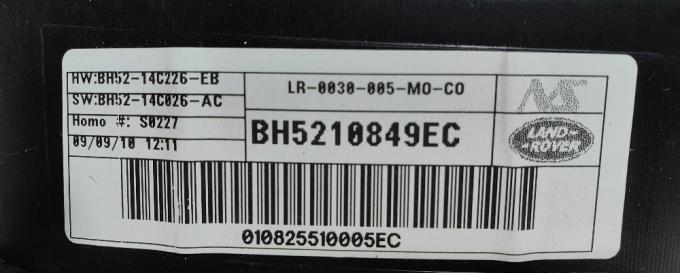 HW:BH52-14C226-EB
SW:BH52-14C026-AC
Homo #: S0227
09/09/10 12:11
LR-0030-005-MO-CO
BH5210849EC
LAND-
ROVER
010825510005EC